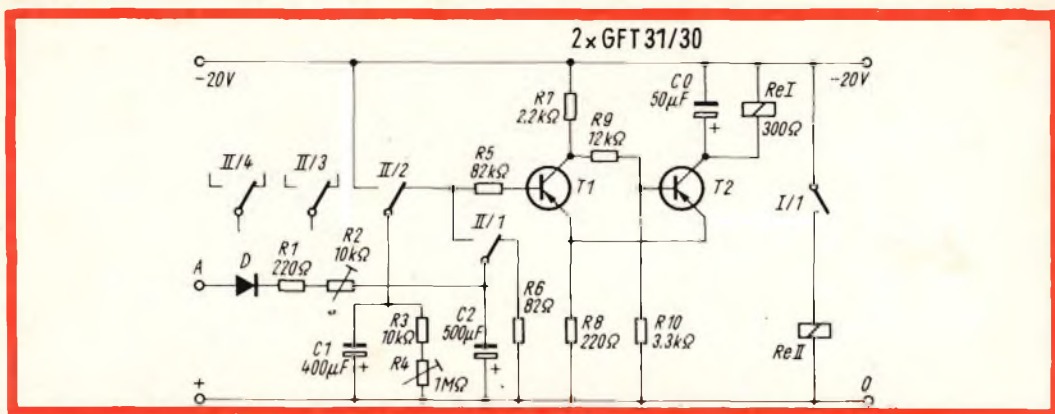 2 x GFT 31/30
-20V
-20V
C0
50µF
+
ReI
300Ω
R7
2.2kΩ
R9
12kΩ
II/4
II/3
II/2
R5
82kΩ
T1
T2
I/1
II/1
A
D
R1
220Ω
R2
10kΩ
R6
82Ω
C1
400µF
+
R3
10kΩ
R4
1MΩ
C2
500µF
+
R8
220Ω
R10
3.3kΩ
ReII
+
0